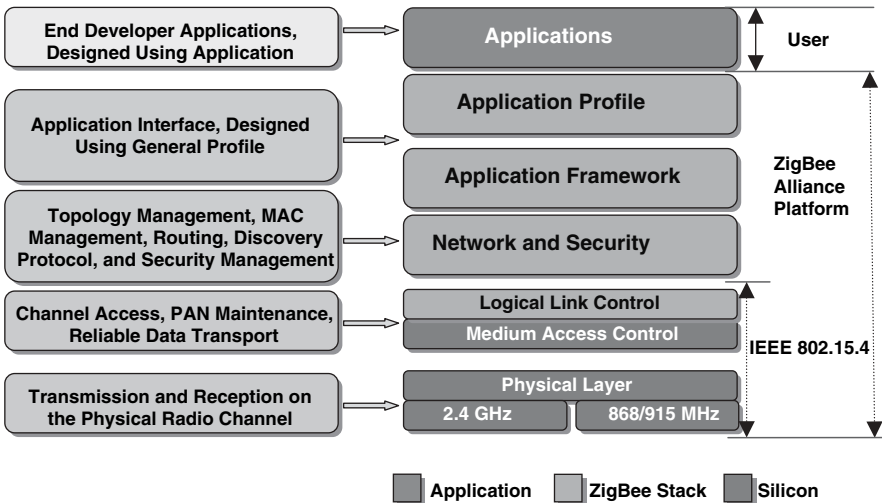 End Developer Applications,
Designed Using Application
Applications
User
Application Interface, Designed
Using General Profile
Application Profile
Application Framework
ZigBee
Alliance
Platform
Topology Management, MAC
Management, Routing, Discovery
Protocol, and Security Management
Network and Security
Channel Access, PAN Maintenance,
Reliable Data Transport
Logical Link Control
Medium Access Control
IEEE 802.15.4
Transmission and Reception on
the Physical Radio Channel
Physical Layer
2.4 GHz
868/915 MHz
Application
ZigBee Stack
Silicon